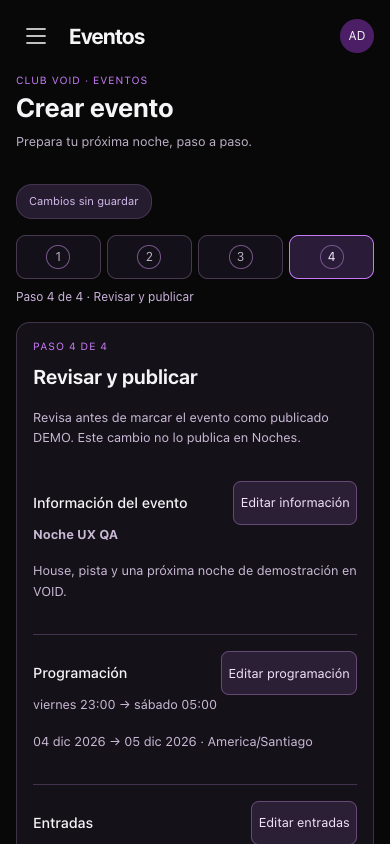 Eventos
AD
CLUB VOID · EVENTOS
Crear evento
Prepara tu próxima noche, paso a paso.
Cambios sin guardar
1
2
3
4
Paso 4 de 4 · Revisar y publicar
PASO 4 DE 4
Revisar y publicar
Revisa antes de marcar el evento como publicado
DEMO. Este cambio no lo publica en Noches.
Información del evento
Editar información
Noche UX QA
House, pista y una próxima noche de demostración en
VOID.
Programación
Editar programación
viernes 23:00 → sábado 05:00
04 dic 2026 → 05 dic 2026 · America/Santiago
Entradas
Editar entradas